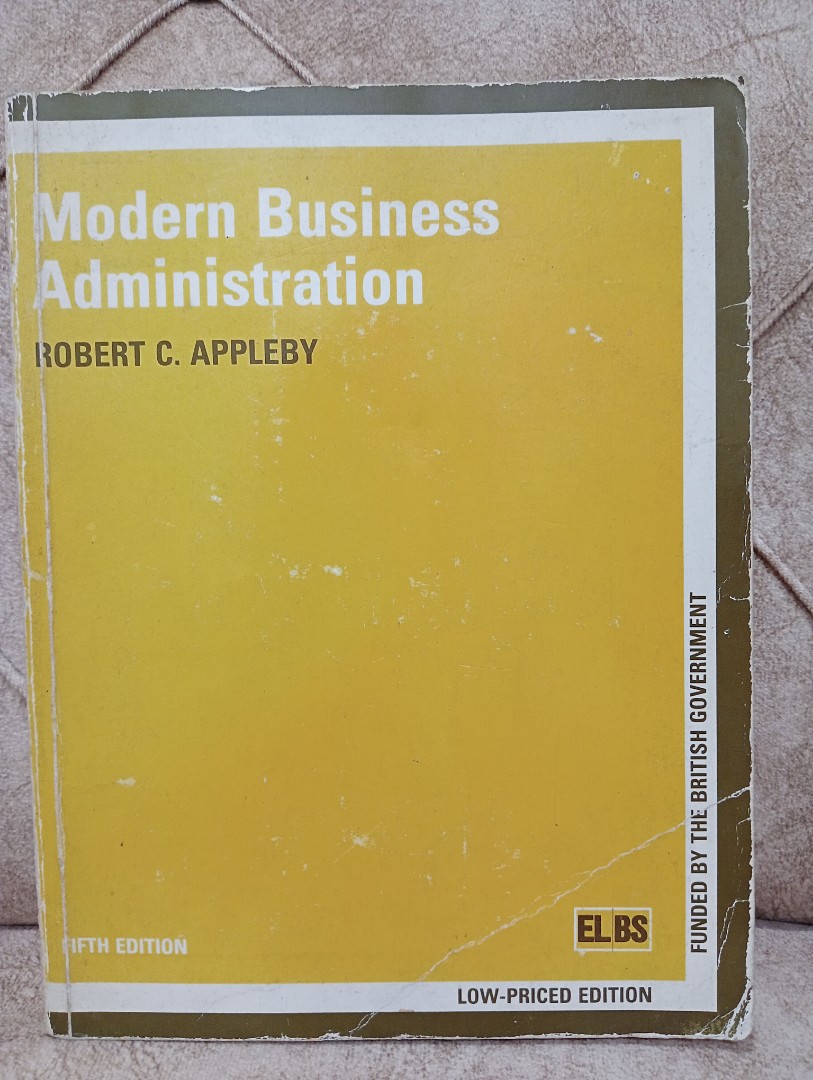 Modern Business
Administration
ROBERT C. APPLEBY
FUNDED BY THE BRITISH GOVERNMENT
FIFTH EDITION
ELBS
LOW-PRICED EDITION